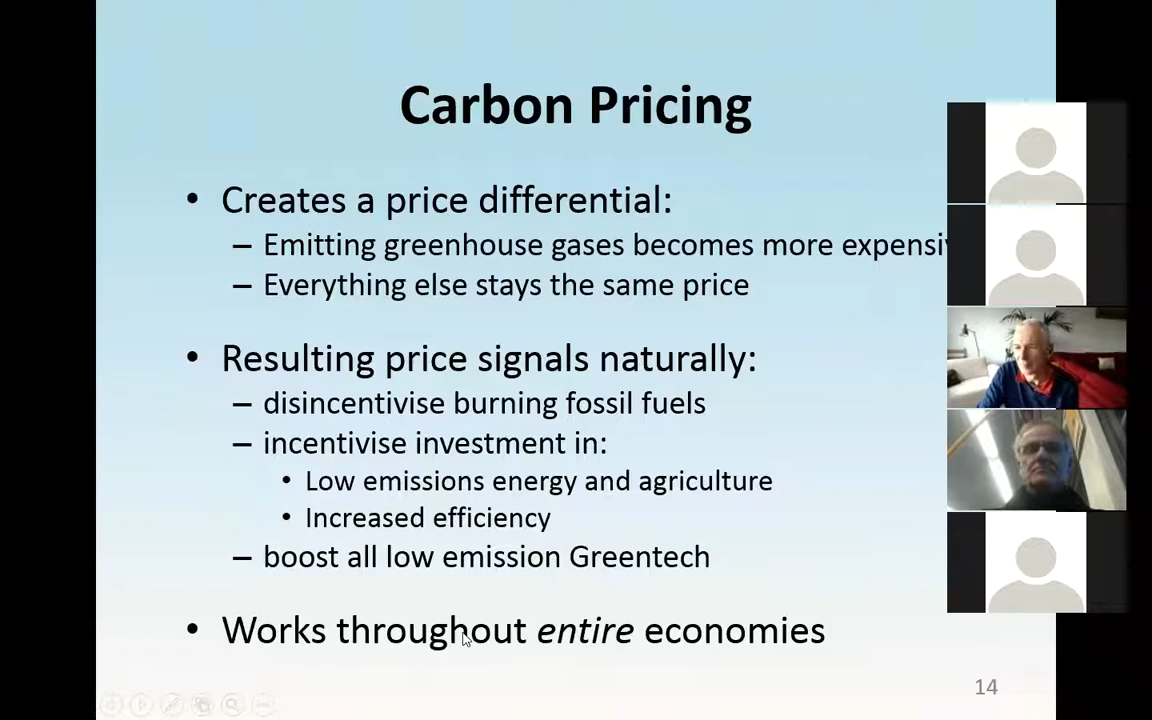 Carbon Pricing
• Creates a price differential:
– Emitting greenhouse gases becomes more expensi
– Everything else stays the same price
• Resulting price signals naturally:
– disincentivise burning fossil fuels
– incentivise investment in:
• Low emissions energy and agriculture
• Increased efficiency
– boost all low emission Greentech
• Works throughout entire economies
14